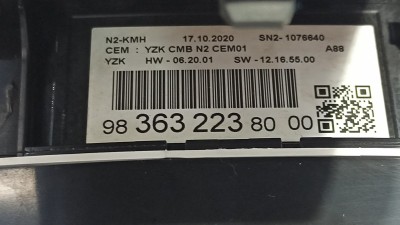 N2-KMH 17.10.2020 SN2- 1076640
CEM : YZK CMB N2 CEM01 A88
YZK HW - 06.20.01 SW - 12.16.55.00
98 363 223 80 00